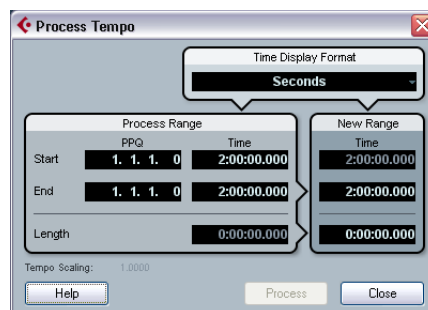 Process Tempo
Time Display Format
Seconds
Process Range
New Range
PPQ Time Time
Start 1. 1. 1. 0 2:00:00.000 2:00:00.000
End 1. 1. 1. 0 2:00:00.000 2:00:00.000
Length 0:00:00.000 0:00:00.000
Tempo Scaling: 1.0000
Help Process Close